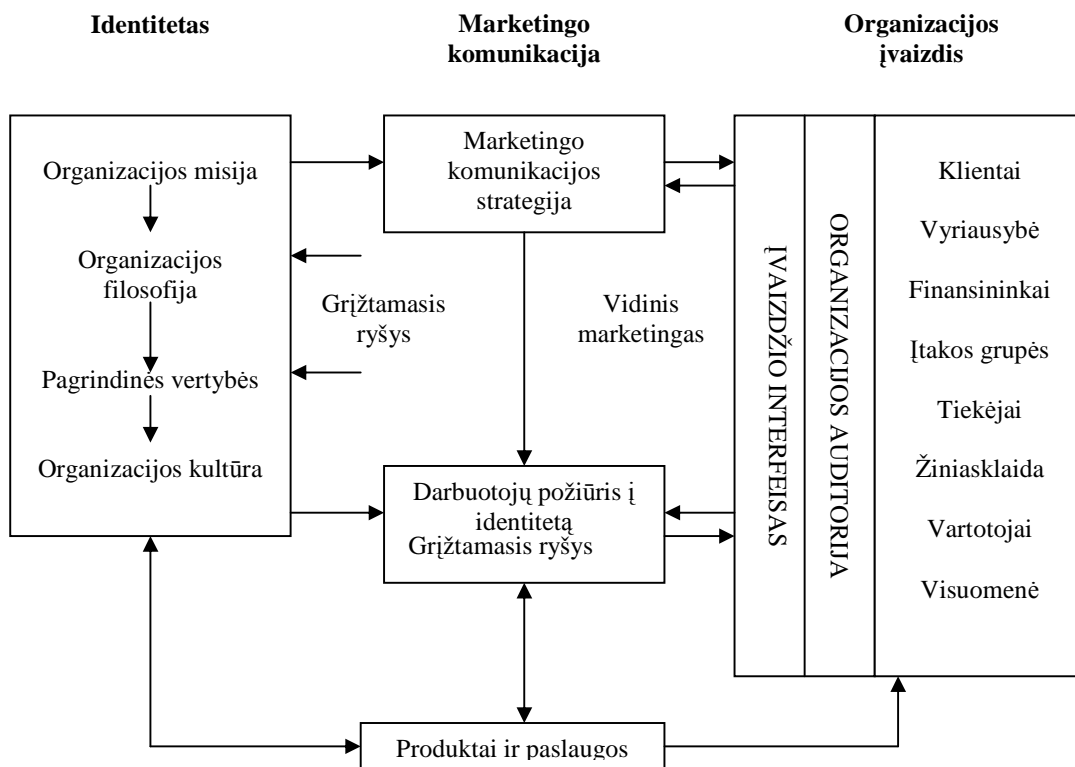 Identitetas
Marketingo
komunikacija
Organizacijos
įvaizdis
Organizacijos misija
Organizacijos
filosofija
Pagrindinės vertybės
Organizacijos kultūra
Grįžtamasis
ryšys
Marketingo
komunikacijos
strategija
Vidinis
marketingas
Darbuotojų požiūris į
identitetą
Grįžtamasis ryšys
Produktai ir paslaugos
ĮVAIZDŽIO INTERFEISAS
ORGANIZACIJOS AUDITORIJA
Klientai
Vyriausybė
Finansininkai
Įtakos grupės
Tiekėjai
Žiniasklaida
Vartotojai
Visuomenė